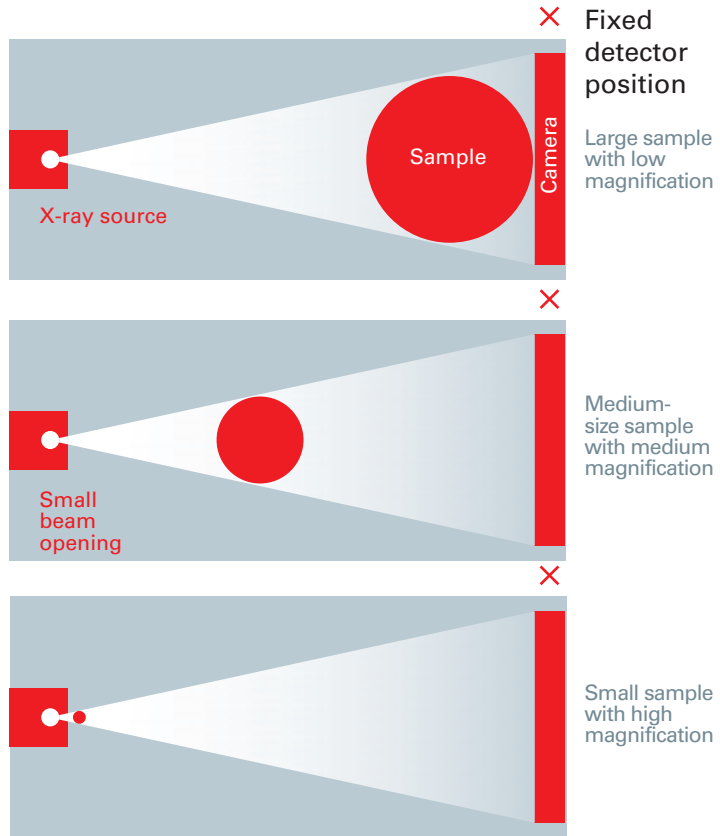 Fixed
detector
position
Large sample
with low
magnification
Sample
Camera
X-ray source
Medium-
size sample
with medium
magnification
Small
beam
opening
Small sample
with high
magnification